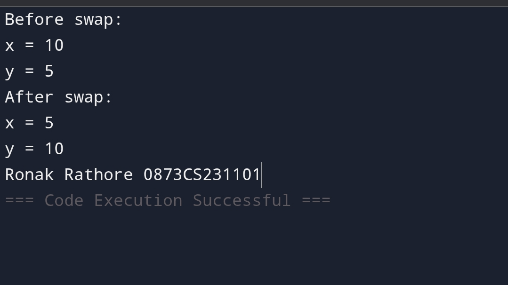 Before swap:
x = 10
y = 5
After swap:
x = 5
y = 10
Ronak Rathore 0873CS231101
=== Code Execution Successful ===